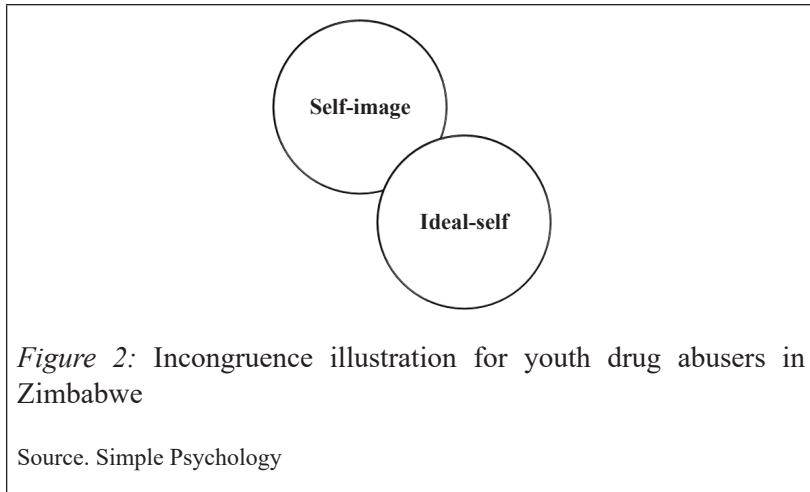 Self-image
Ideal-self
Figure 2: Incongruence illustration for youth drug abusers in
Zimbabwe
Source. Simple Psychology